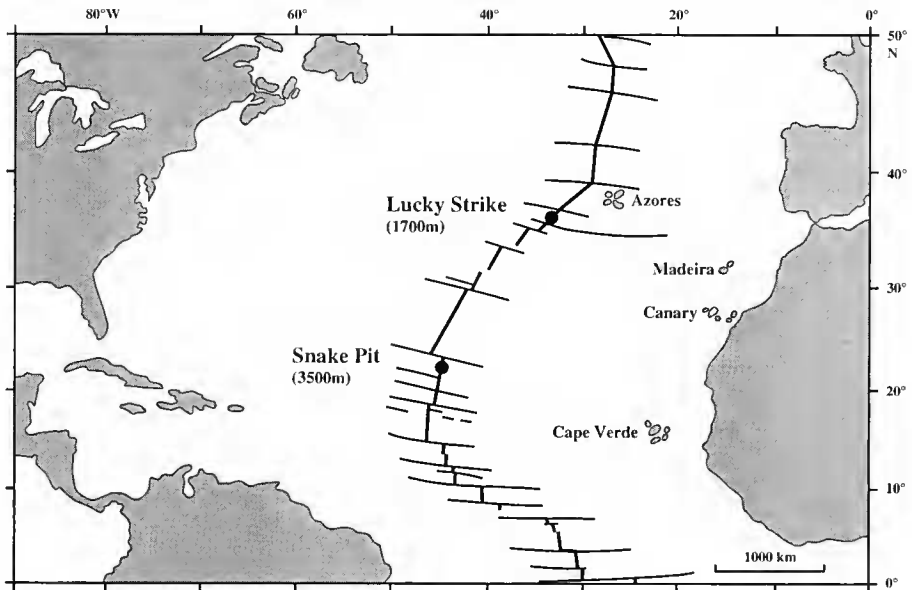 80°W 60° 40° 20° 0°
50°
N
40°
Lucky Strike
(1700m)
Azores
Madeira
30°
Canary
Snake Pit
(3500m)
20°
Cape Verde
10°
1000 km
0°